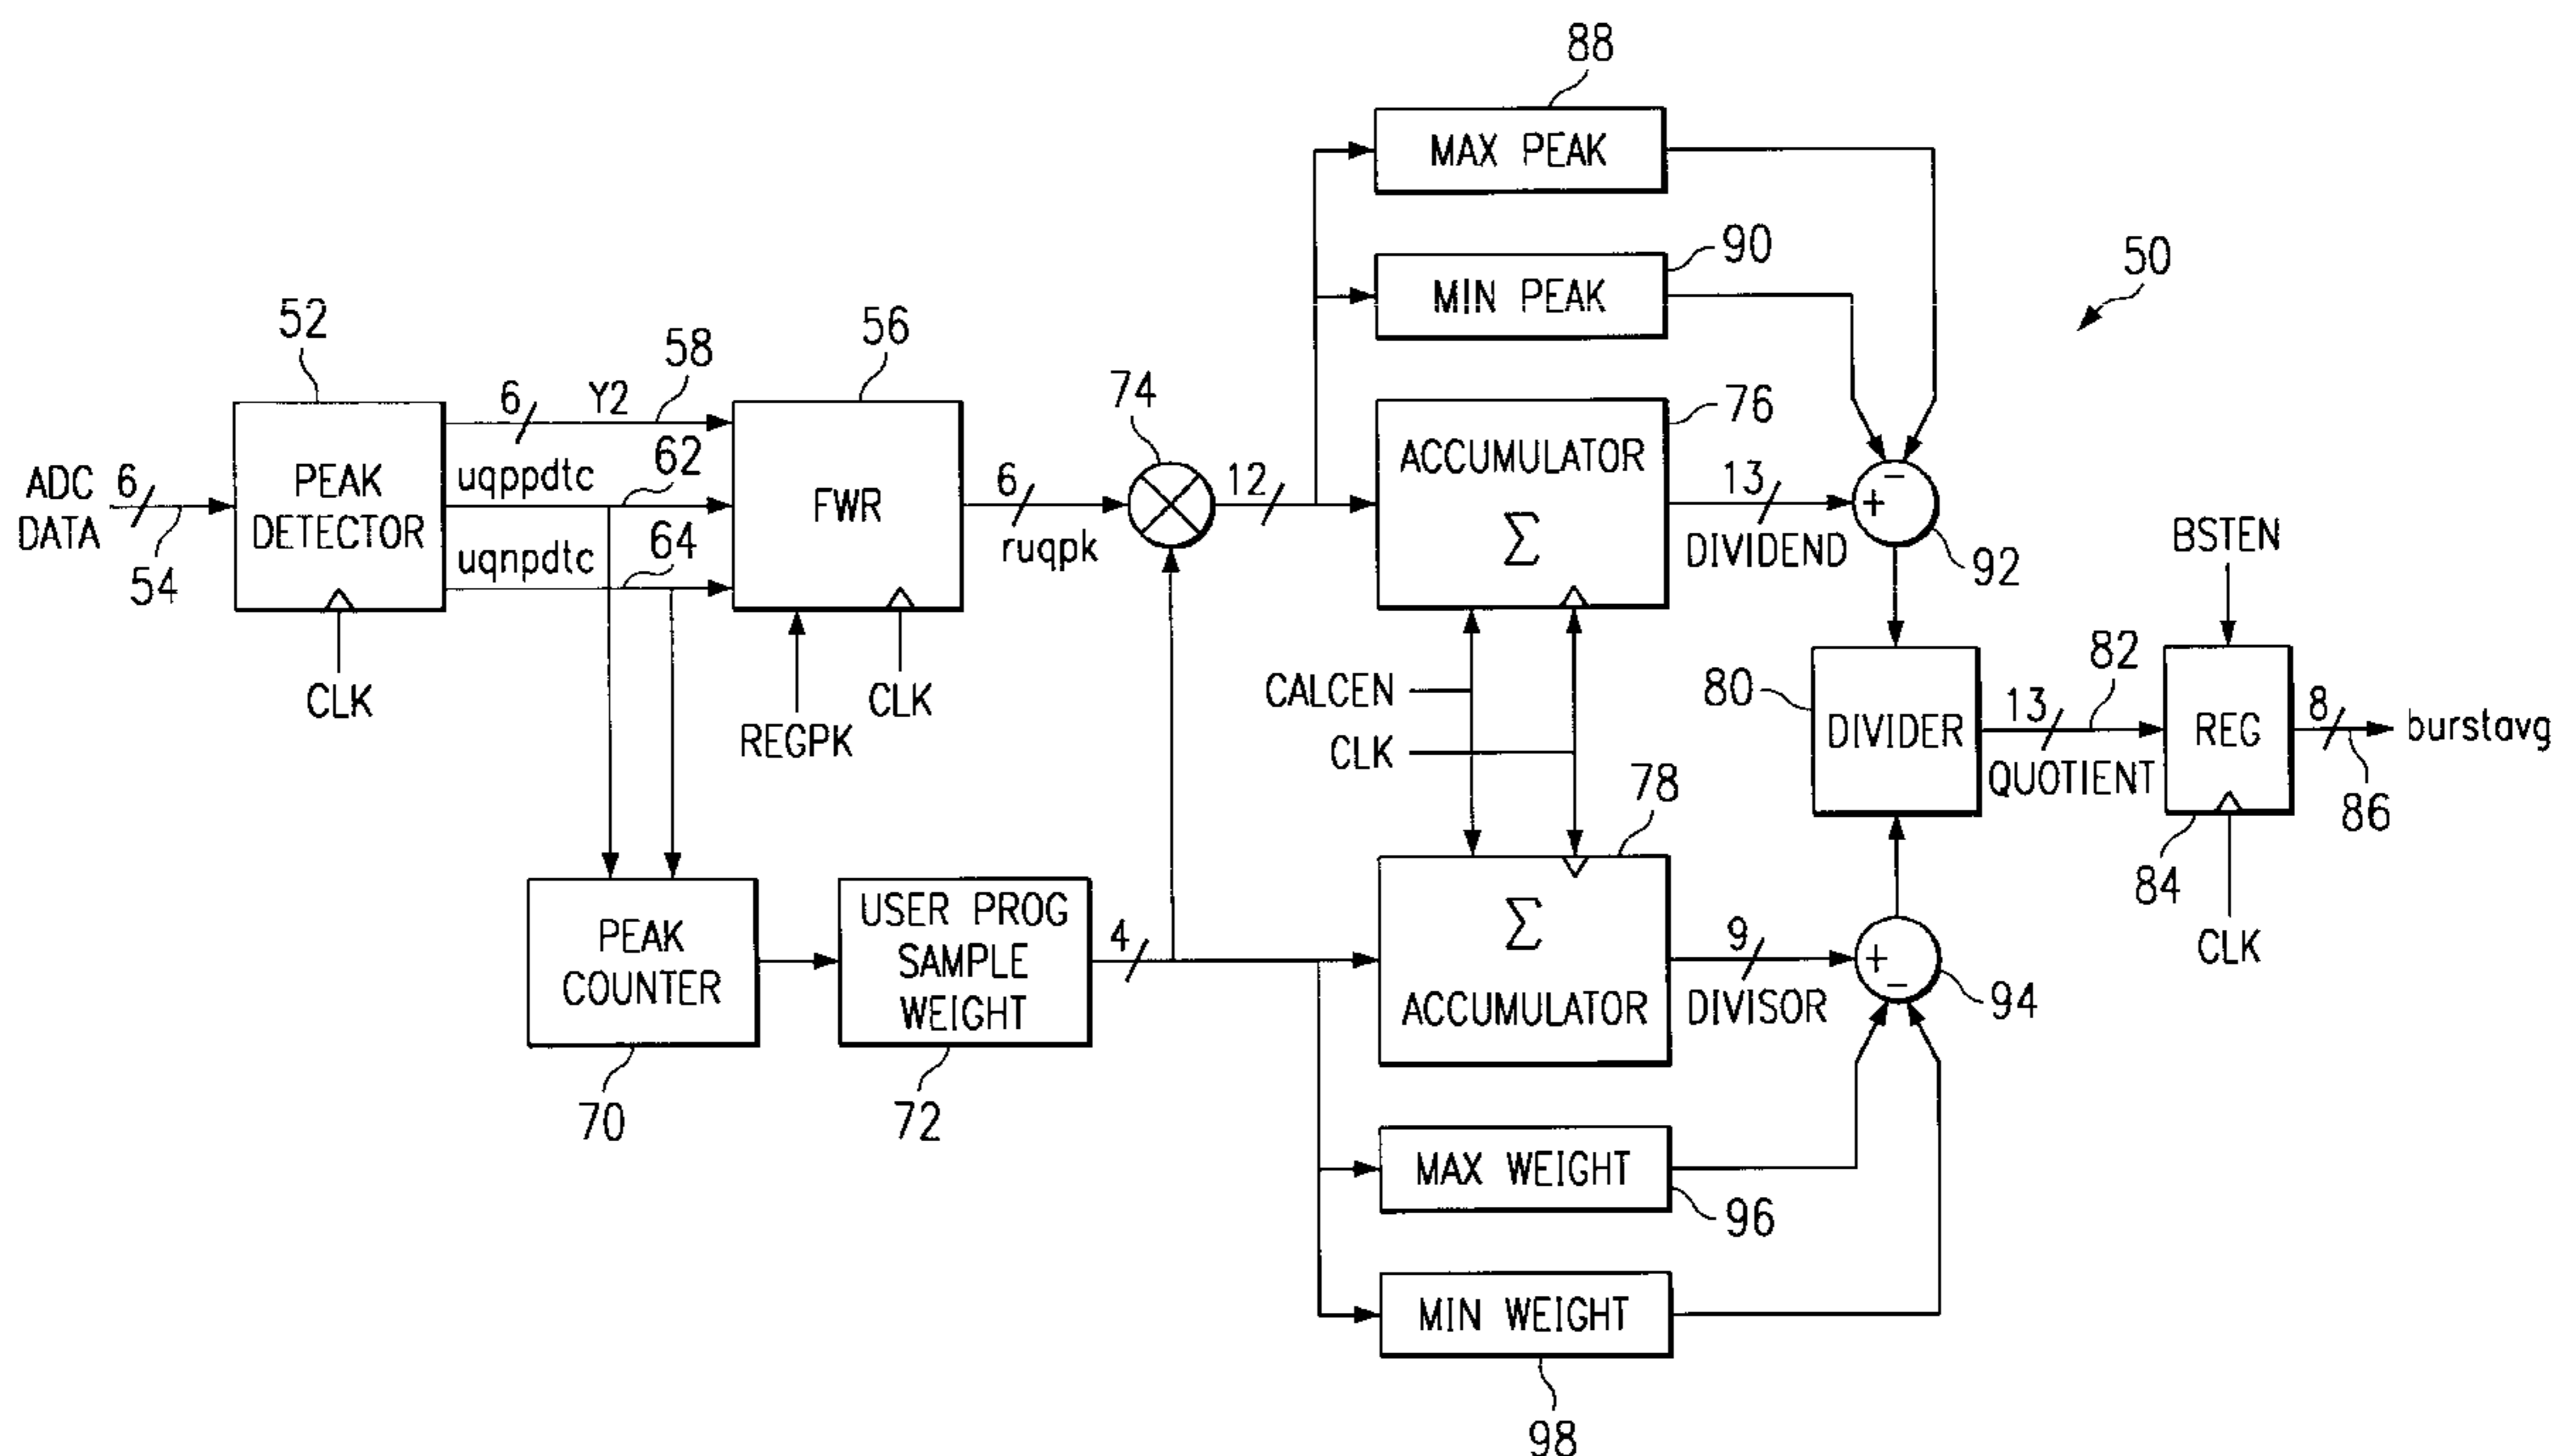 88
MAX PEAK
90
MIN PEAK
50
52
58
56
74
76
6
Y2
ADC
DATA
6
54
PEAK
DETECTOR
uqppdtc
62
uqnpdtc
64
FWR
6
ruqpk
12
ACCUMULATOR
Σ
13
DIVIDEND
+
−
92
BSTEN
CLK
REGPK
CLK
CALCEN
CLK
80
DIVIDER
13
82
QUOTIENT
REG
8
burstavg
86
84
CLK
78
PEAK
COUNTER
70
USER PROG
SAMPLE
WEIGHT
72
4
Σ
ACCUMULATOR
9
DIVISOR
+
−
94
MAX WEIGHT
96
MIN WEIGHT
98